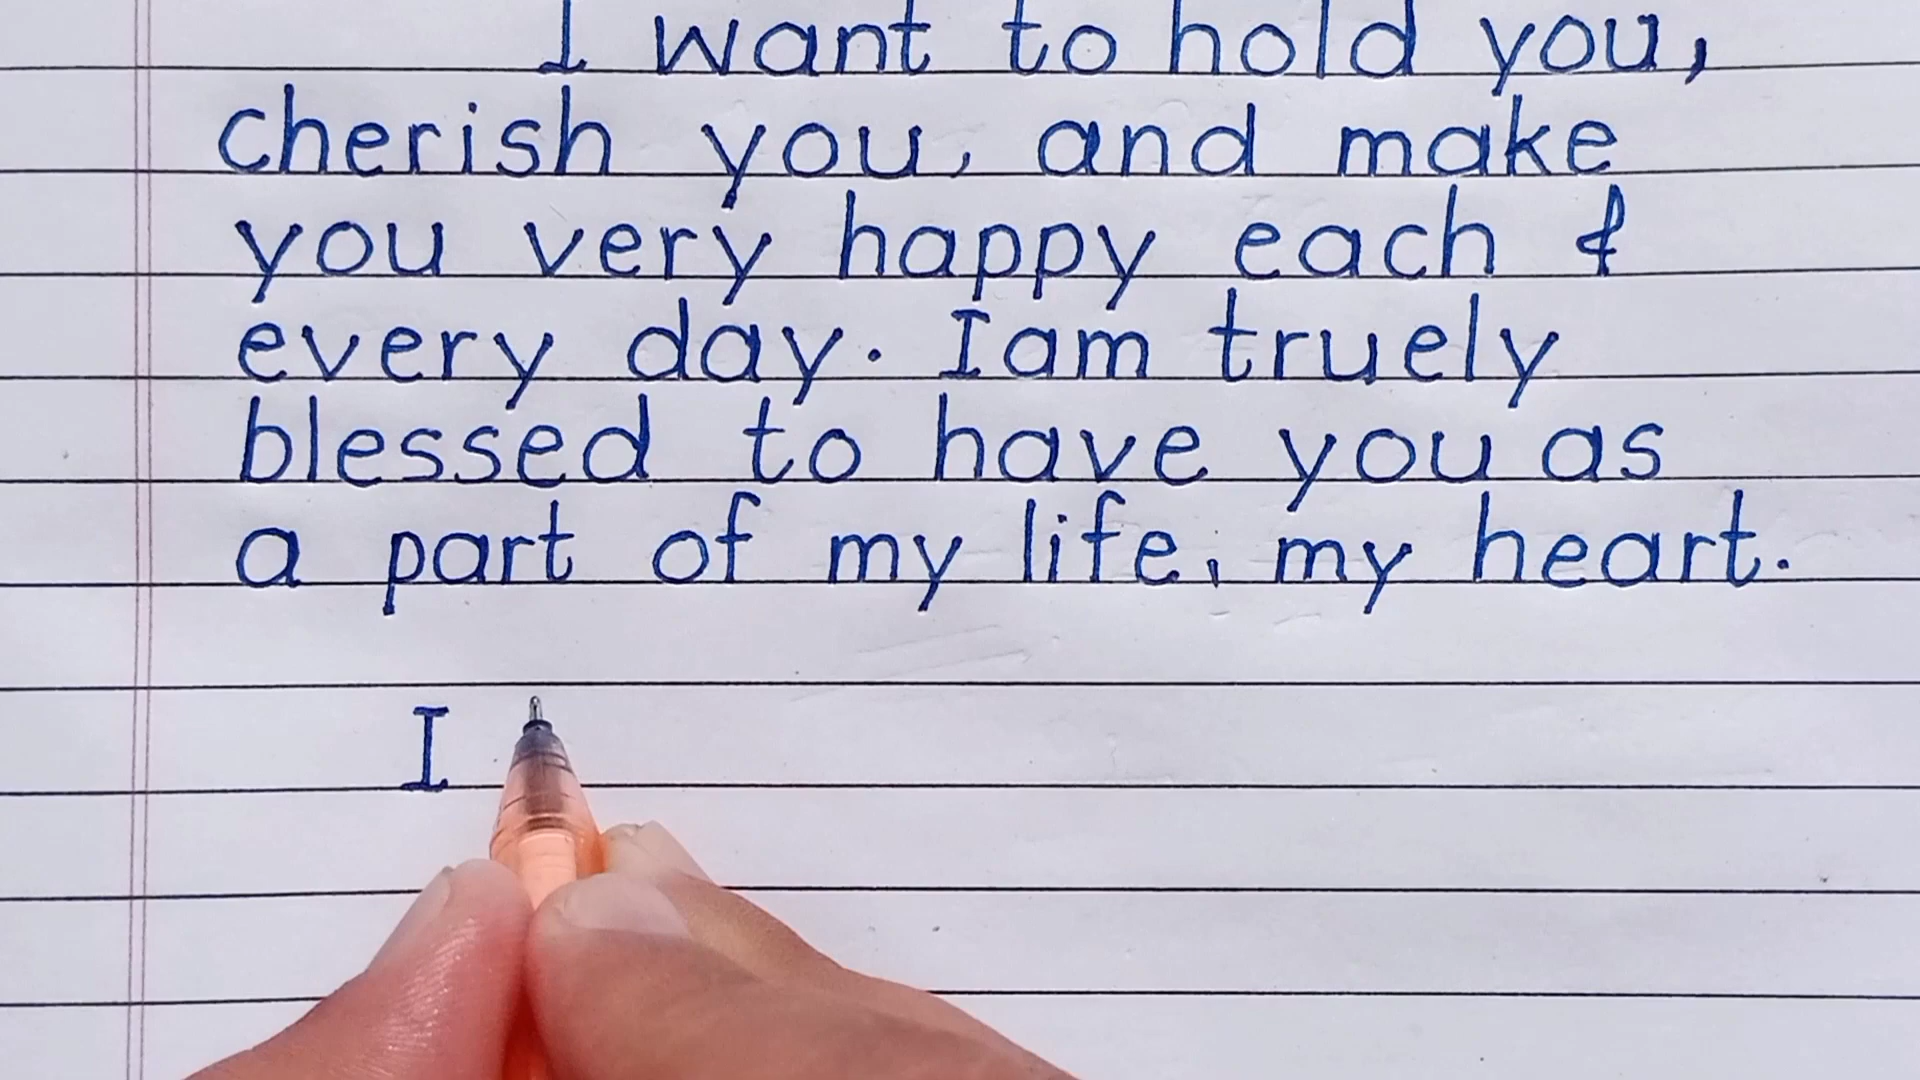 I want to hold you,
cherish you, and make
you very happy each &
every day. I am truely
blessed to have you as
a part of my life, my heart.
I